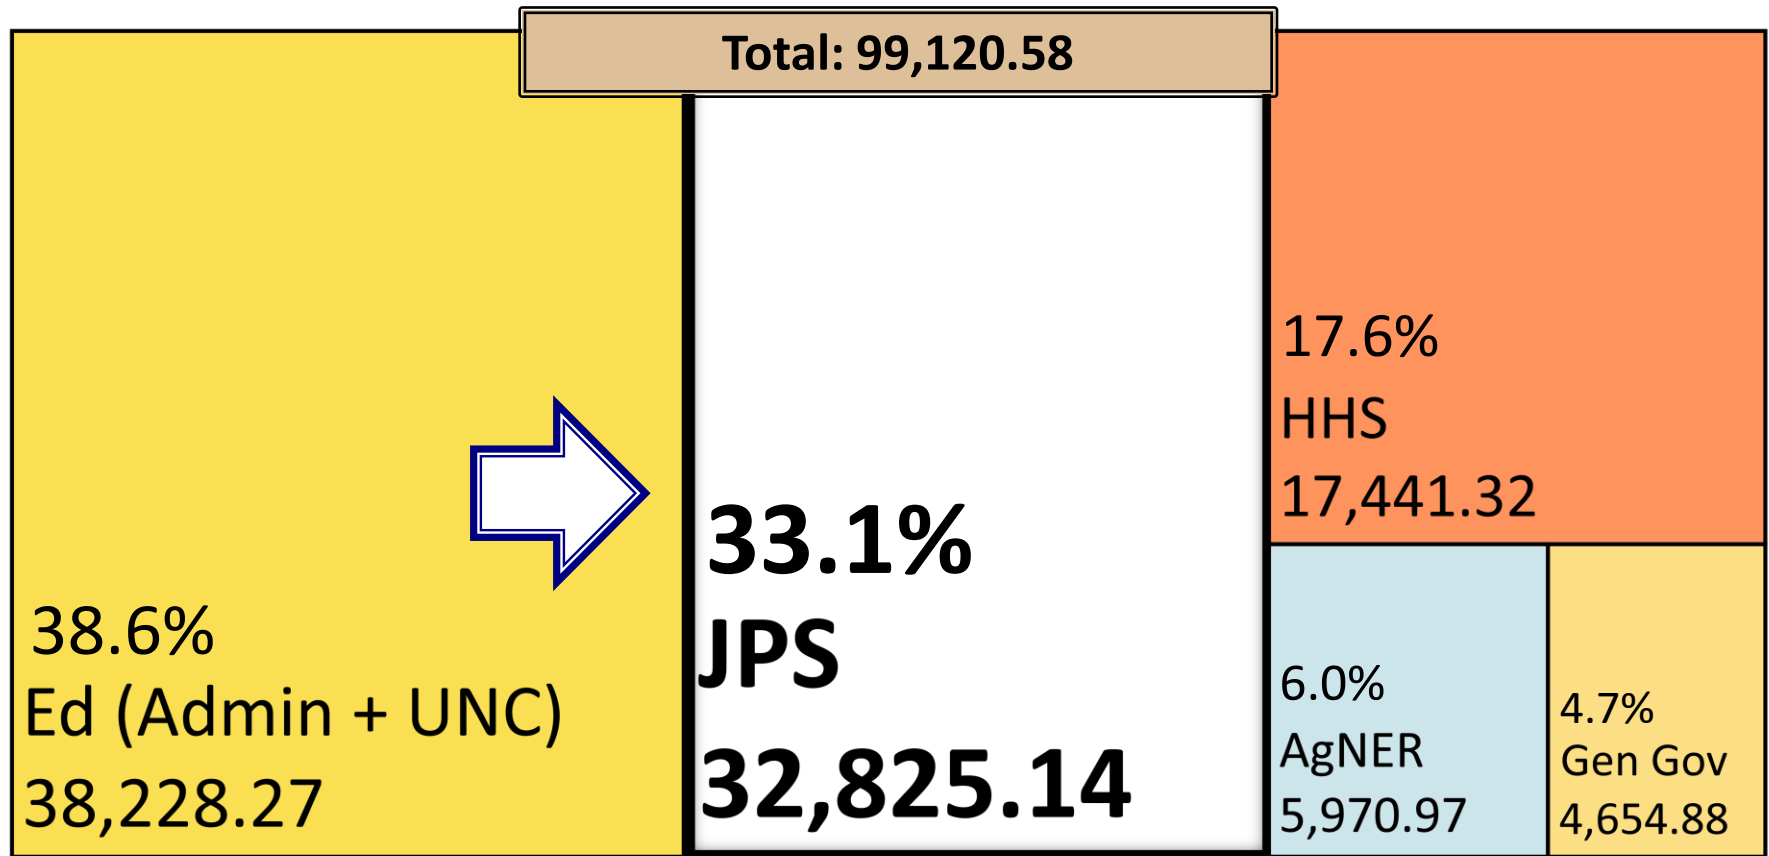 Total: 99,120.58
38.6%
Ed (Admin + UNC)
38,228.27
33.1%
JPS
32,825.14
17.6%
HHS
17,441.32
6.0%
AgNER
5,970.97
4.7%
Gen Gov
4,654.88